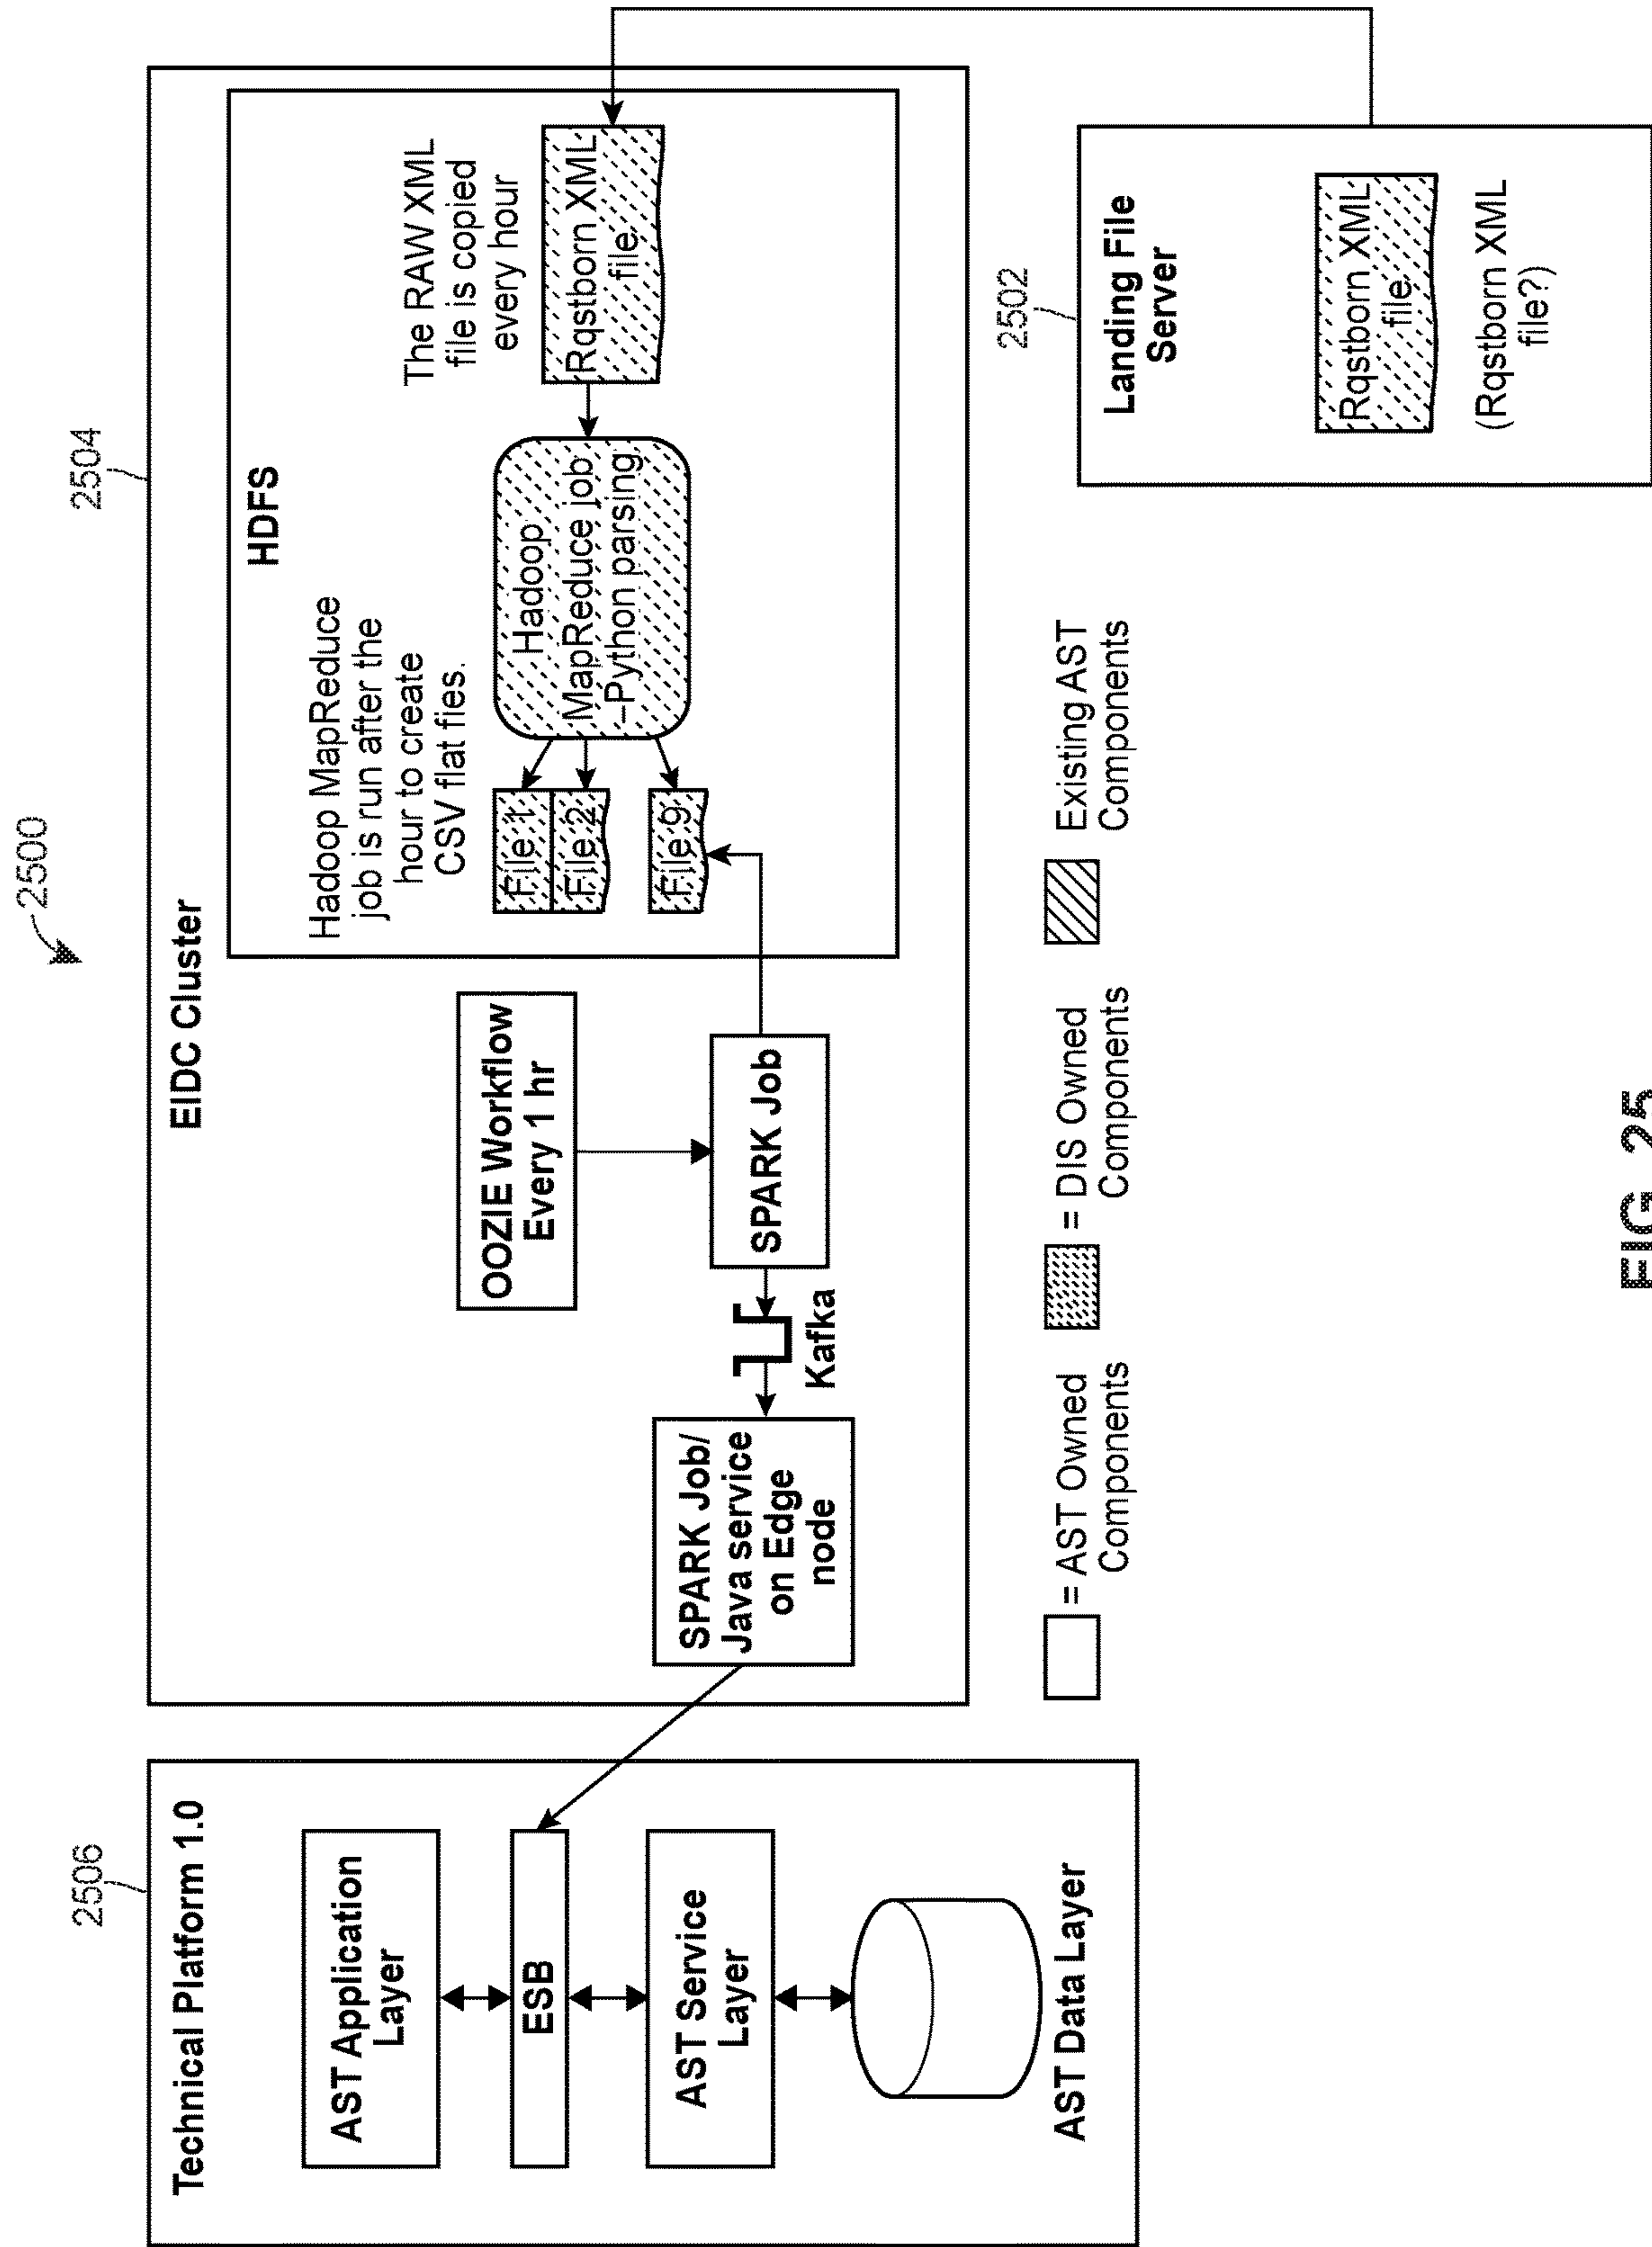 2500
2506
Technical Platform 1.0
AST Application
Layer
ESB
AST Service
Layer
AST Data Layer
2504
EIDC Cluster
OOZIE Workflow
Every 1 hr
SPARK Job/
Java service
on Edge
node
Kafka
SPARK Job
HDFS
Hadoop MapReduce
job is run after the
hour to create
CSV flat fies.
File 1
File 2
File 9
Hadoop
MapReduce job
–Python parsing
The RAW XML
file is copied
every hour
Rqstborn XML
file
= AST Owned
Components
= DIS Owned
Components
Existing AST
Components
2502
Landing File
Server
Rqstborn XML
file
(Rqstborn XML
file?)
FIG. 25